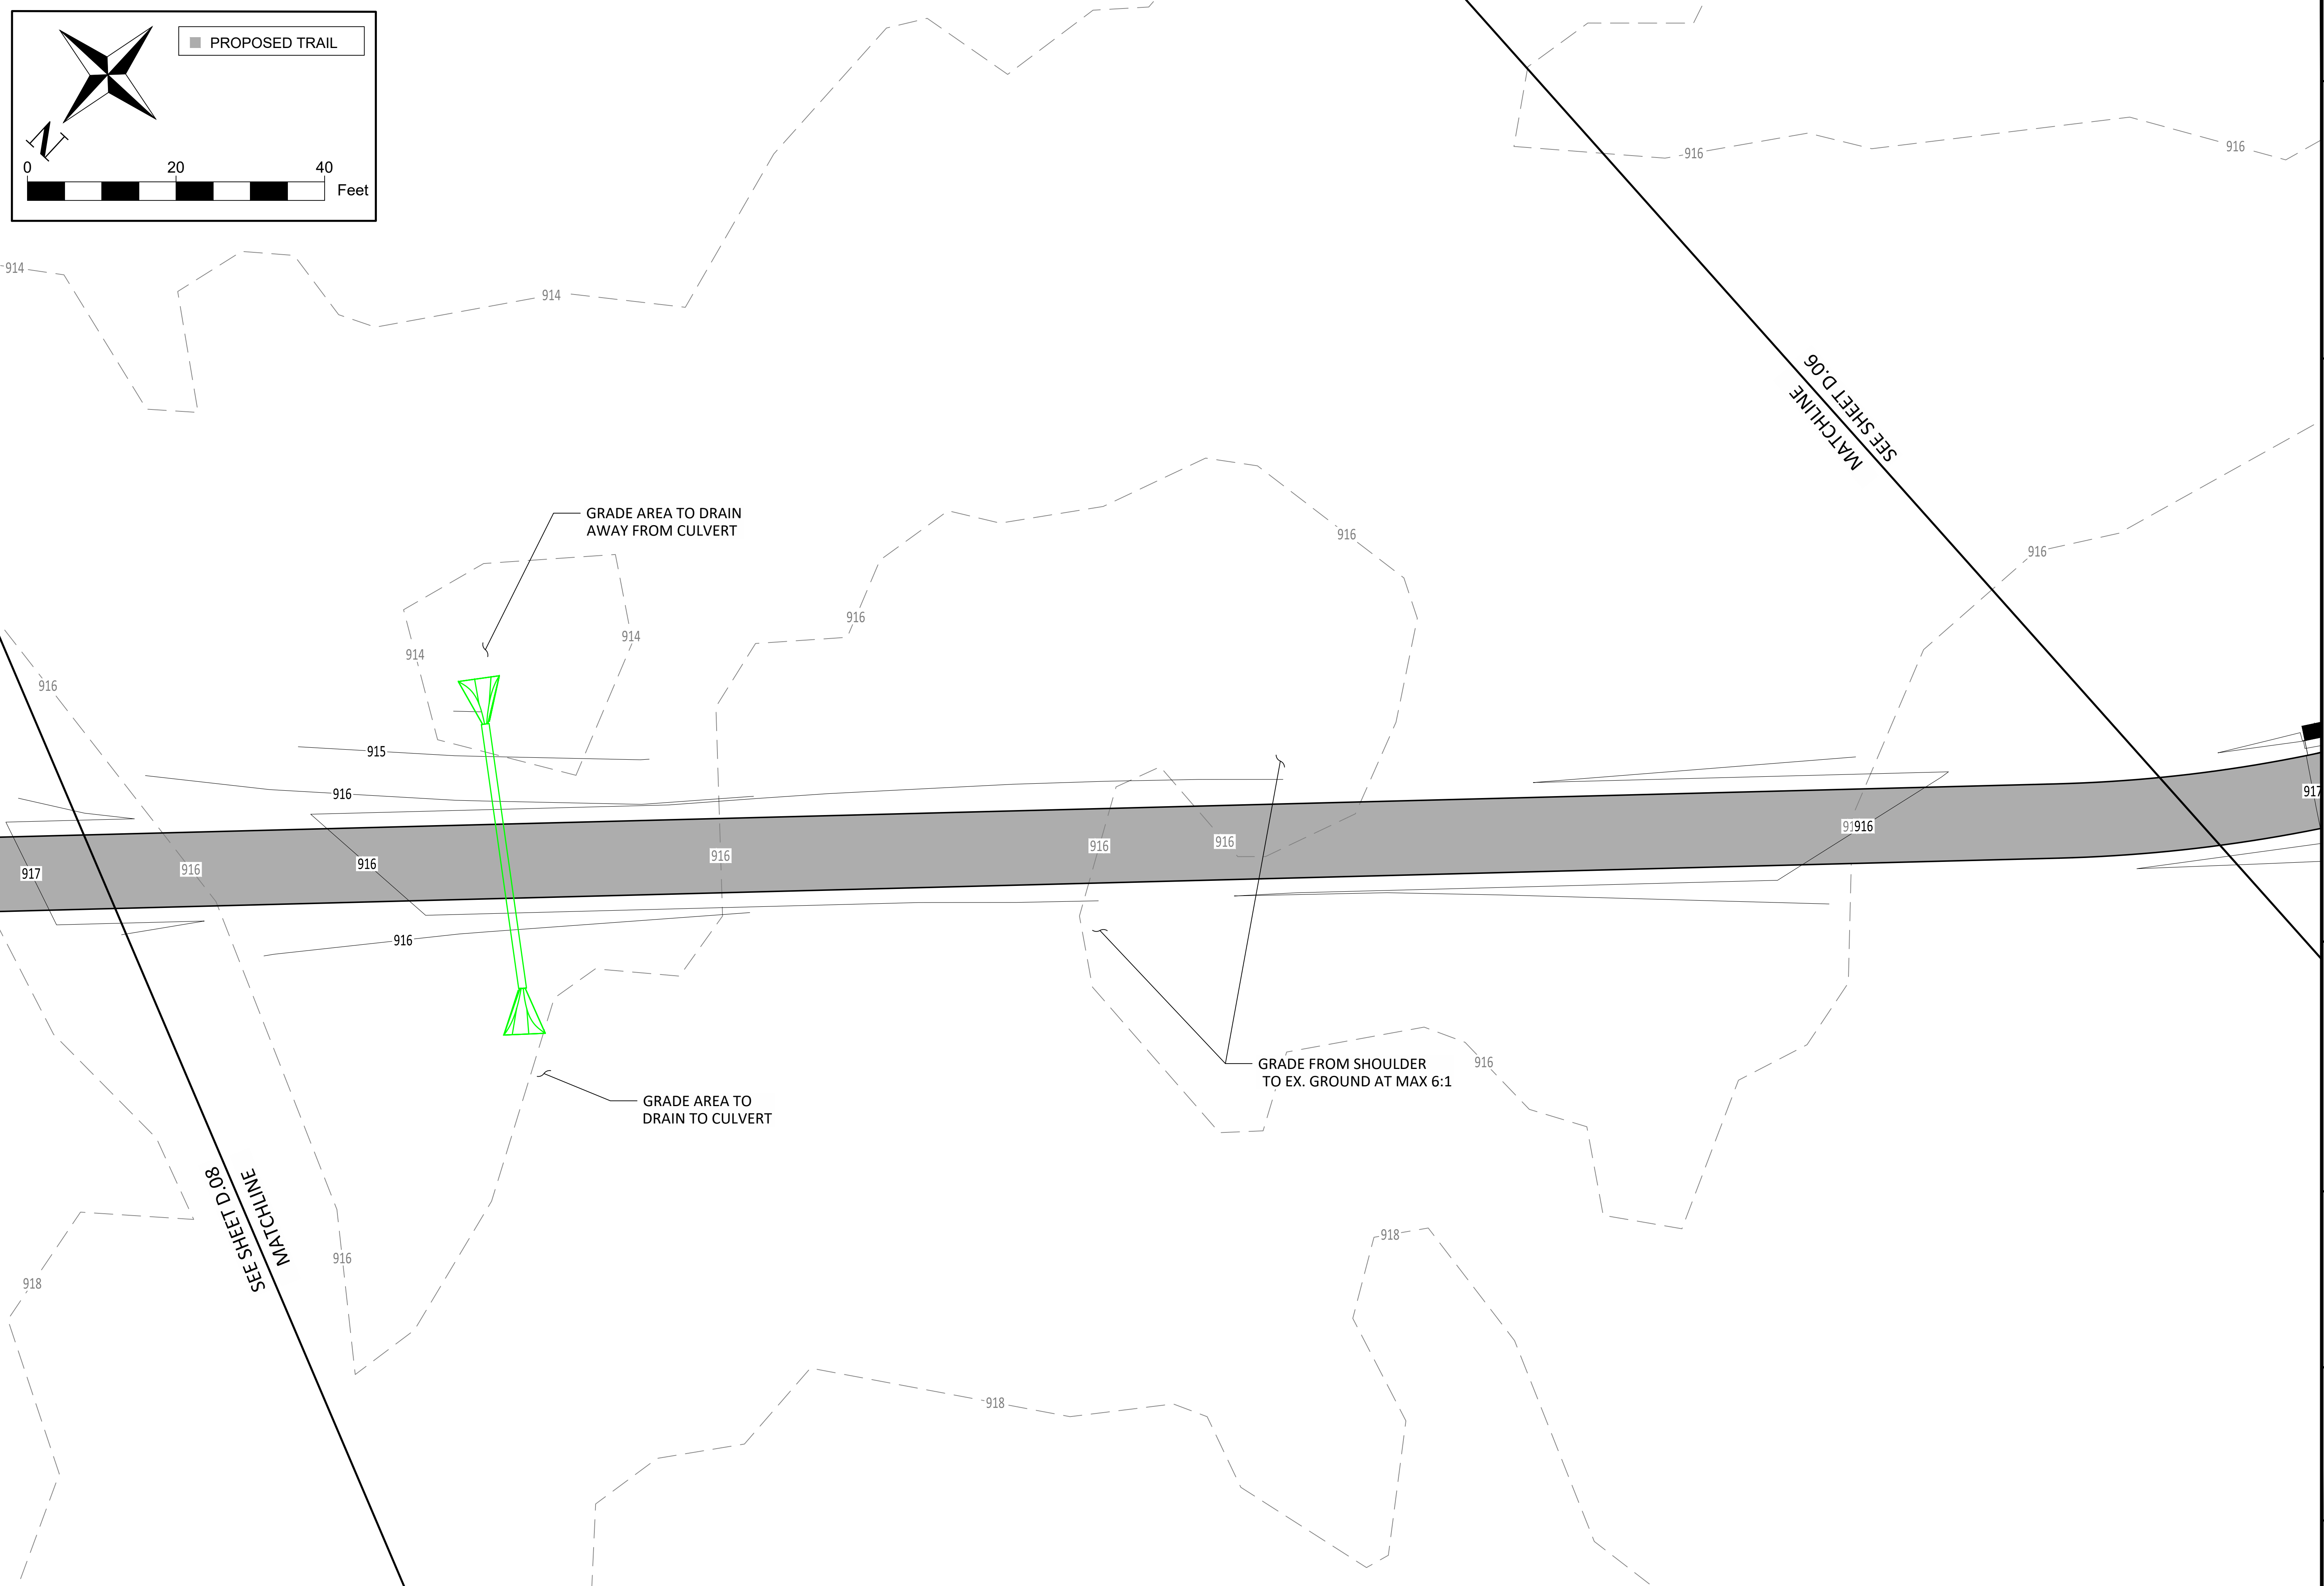 PROPOSED TRAIL
N
0 20 40
Feet
916
916
914
914
SEE SHEET D.06
MATCHLINE
GRADE AREA TO DRAIN
AWAY FROM CULVERT
916
916
916
914
914
916
915
916
917
916
916
916
916
916
916
917
916
916
GRADE FROM SHOULDER
TO EX. GROUND AT MAX 6:1
916
GRADE AREA TO
DRAIN TO CULVERT
MATCHLINE
SEE SHEET D.08
916
918
918
918